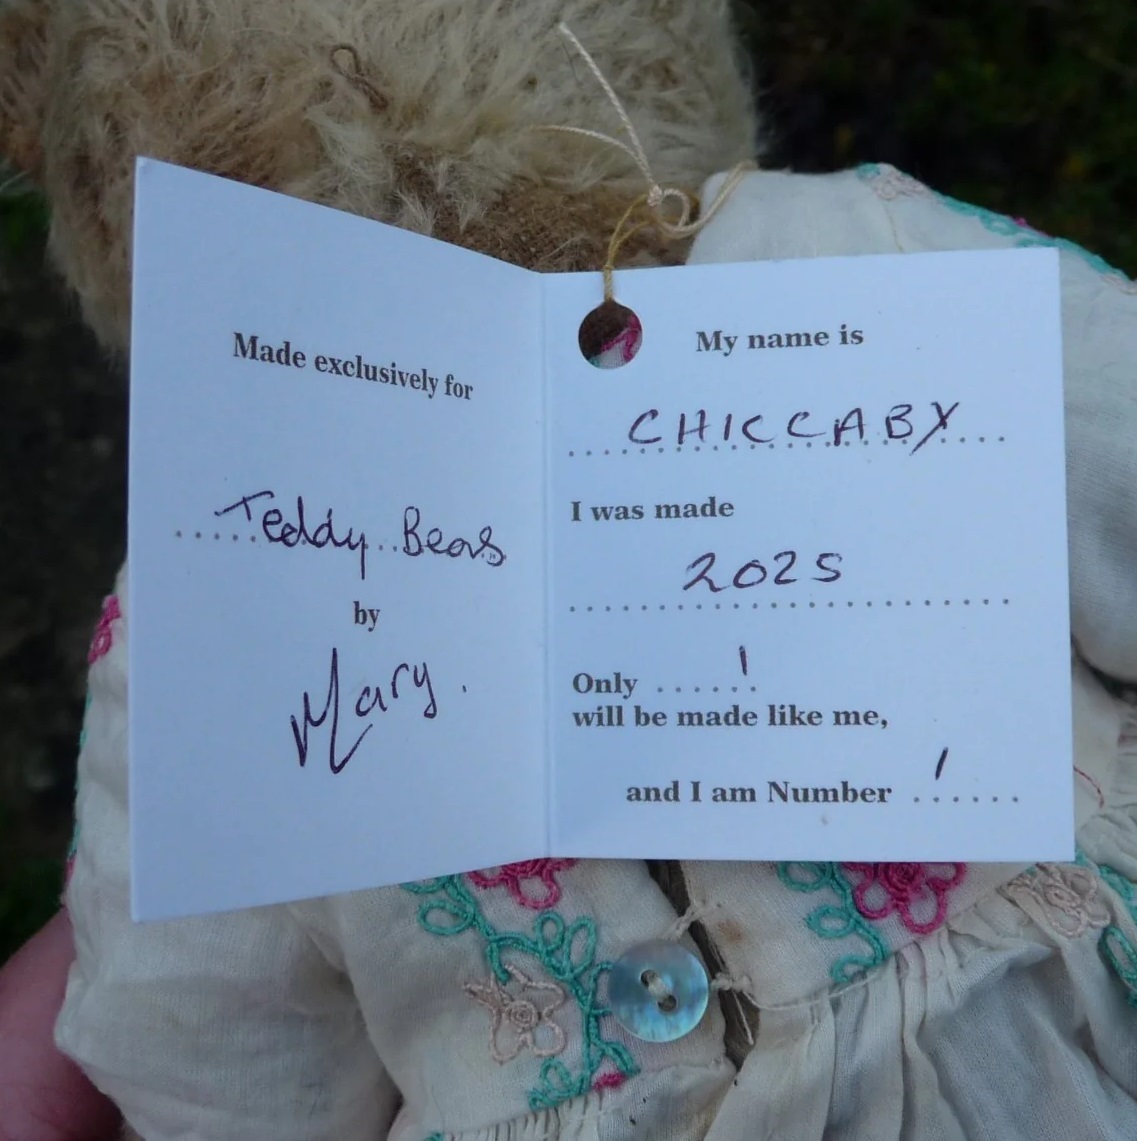 Made exclusively for
Teddy Bears
by
Mary.
My name is
CHICCABY
I was made
2025
Only 1
will be made like me,
and I am Number 1